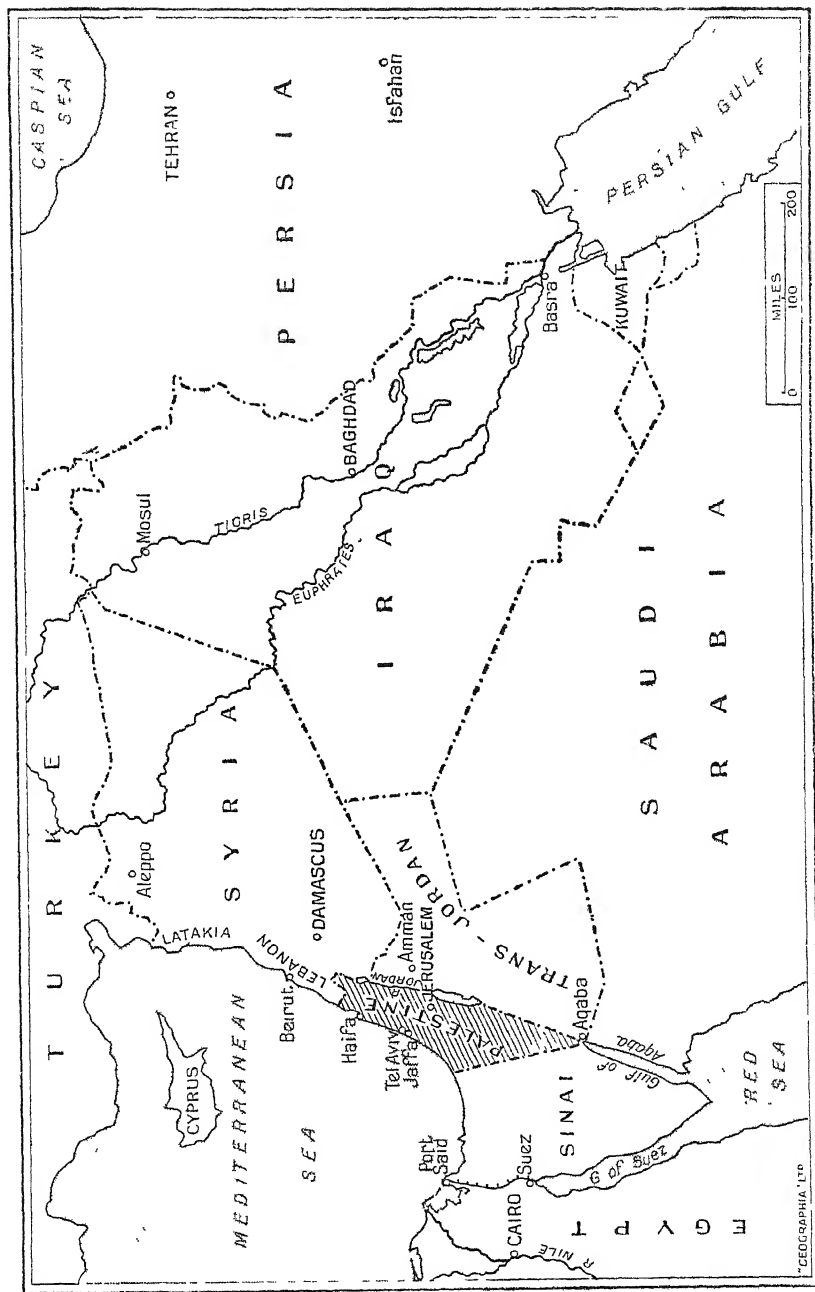 CASPIAN
SEA
TURKEY
TEHRAN
Mosul
Aleppo
CYPRUS
TIGRIS
LATAKIA
SYRIA
PERSIA
MEDITERRANEAN
SEA
EUPHRATES
BAGHDAD
Isfahan
DAMASCUS
LEBANON
Beirut
IRAQ
Haifa
PALESTINE
R. JORDAN
Amman
Tel Aviv
Jaffa
JERUSALEM
TRANS-JORDAN
Port
Said
Basra
PERSIAN GULF
KUWAIT
CAIRO
Suez
SINAI
Aqaba
R NILE
EGYPT
G of Suez
Gulf of
Aqaba
SAUDI
ARABIA
RED
SEA
MILES
0 100 200
"GEOGRAPHIA" LTD